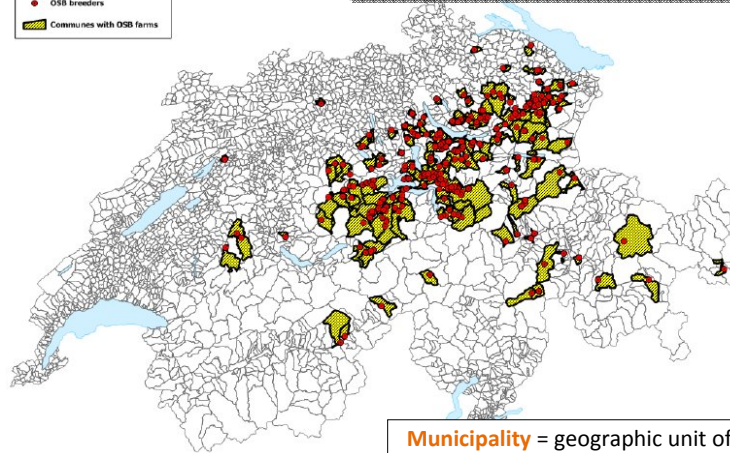 OSB breeders
Communes with OSB farms
Municipality = geographic unit of